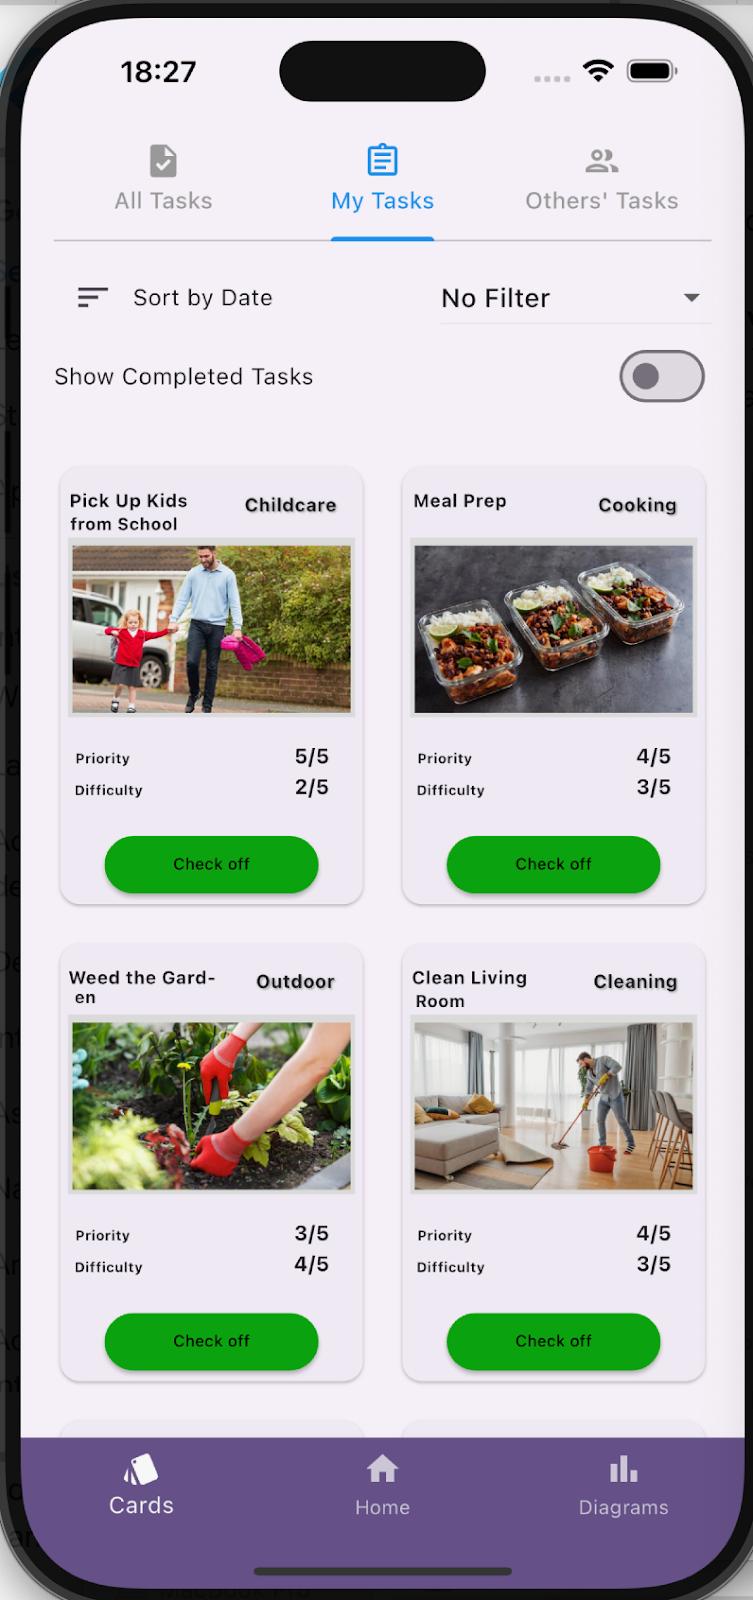 18:27
All Tasks
My Tasks
Others' Tasks
Sort by Date
No Filter
Show Completed Tasks
Pick Up Kids
from School
Childcare
Priority 5/5
Difficulty 2/5
Check off
Meal Prep
Cooking
Priority 4/5
Difficulty 3/5
Check off
Weed the Gard-
en
Outdoor
Priority 3/5
Difficulty 4/5
Check off
Clean Living
Room
Cleaning
Priority 4/5
Difficulty 3/5
Check off
Cards
Home
Diagrams